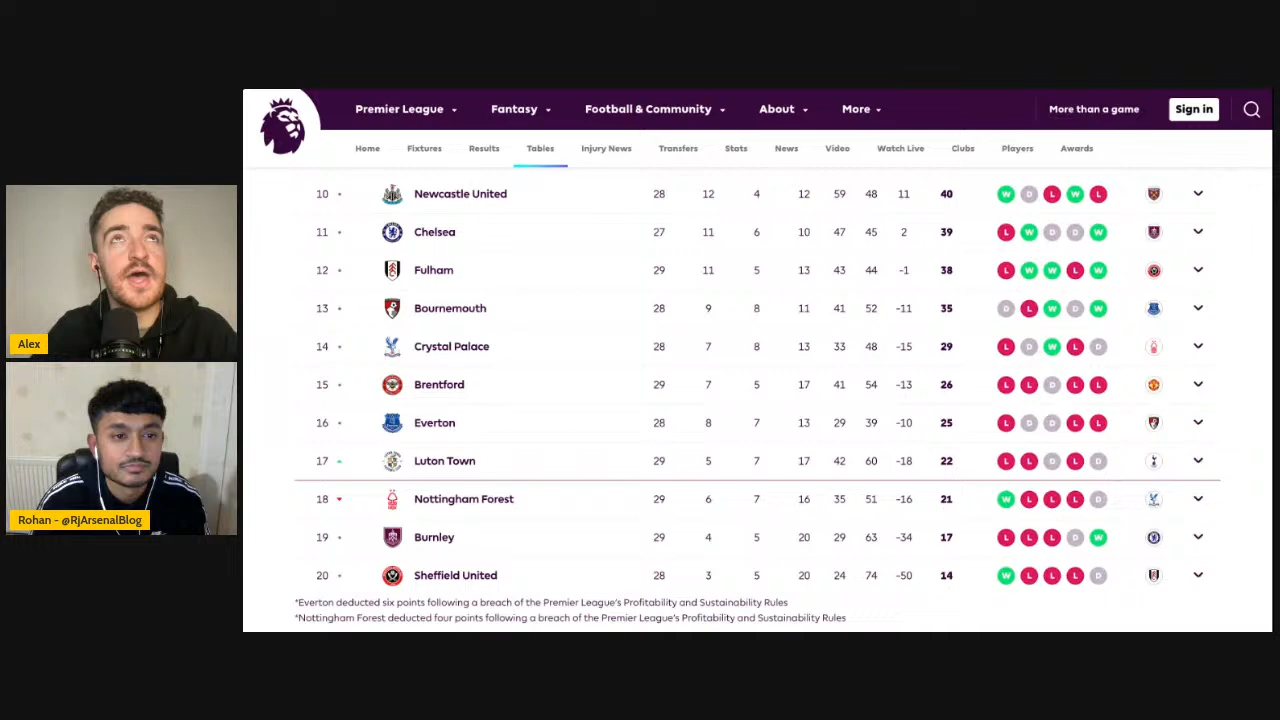 Premier League Fantasy Football & Community About More More than a game Sign in
Home Fixtures Results Tables Injury News Transfers Stats News Video Watch Live Clubs Players Awards
10 Newcastle United 28 12 4 12 59 48 11 40 W D L W L
11 Chelsea 27 11 6 10 47 45 2 39 L W D D W
12 Fulham 29 11 5 13 43 44 -1 38 L W W L W
13 Bournemouth 28 9 8 11 41 52 -11 35 D L W D W
14 Crystal Palace 28 7 8 13 33 48 -15 29 L D W L D
15 Brentford 29 7 5 17 41 54 -13 26 L L D L L
16 Everton 28 8 7 13 29 39 -10 25 L D D L L
17 Luton Town 29 5 7 17 42 60 -18 22 L L D L D
18 Nottingham Forest 29 6 7 16 35 51 -16 21 W L L L D
19 Burnley 29 4 5 20 29 63 -34 17 L L L D W
20 Sheffield United 28 3 5 20 24 74 -50 14 W L L L D
*Everton deducted six points following a breach of the Premier League's Profitability and Sustainability Rules
*Nottingham Forest deducted four points following a breach of the Premier League's Profitability and Sustainability Rules
Alex
Rohan - @RjArsenalBlog